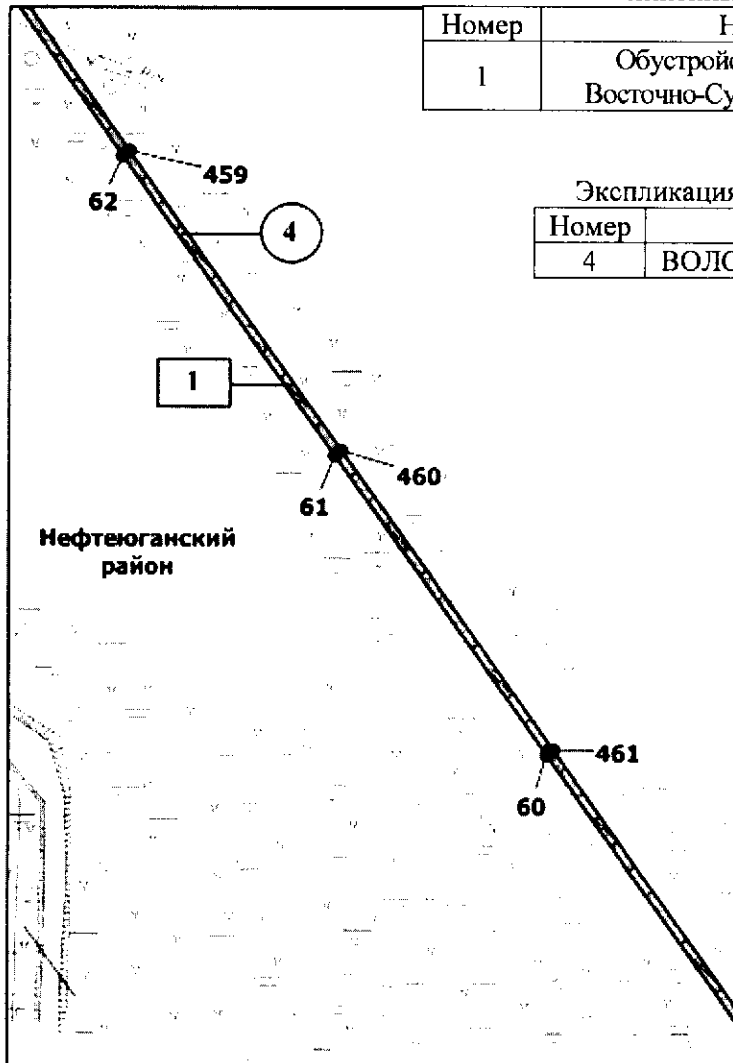 Номер
1
Обустройс
Восточно-Су
459
62
4
Экспликация
Номер
4 ВОЛС
1
460
61
Нефтеюганский
район
461
60